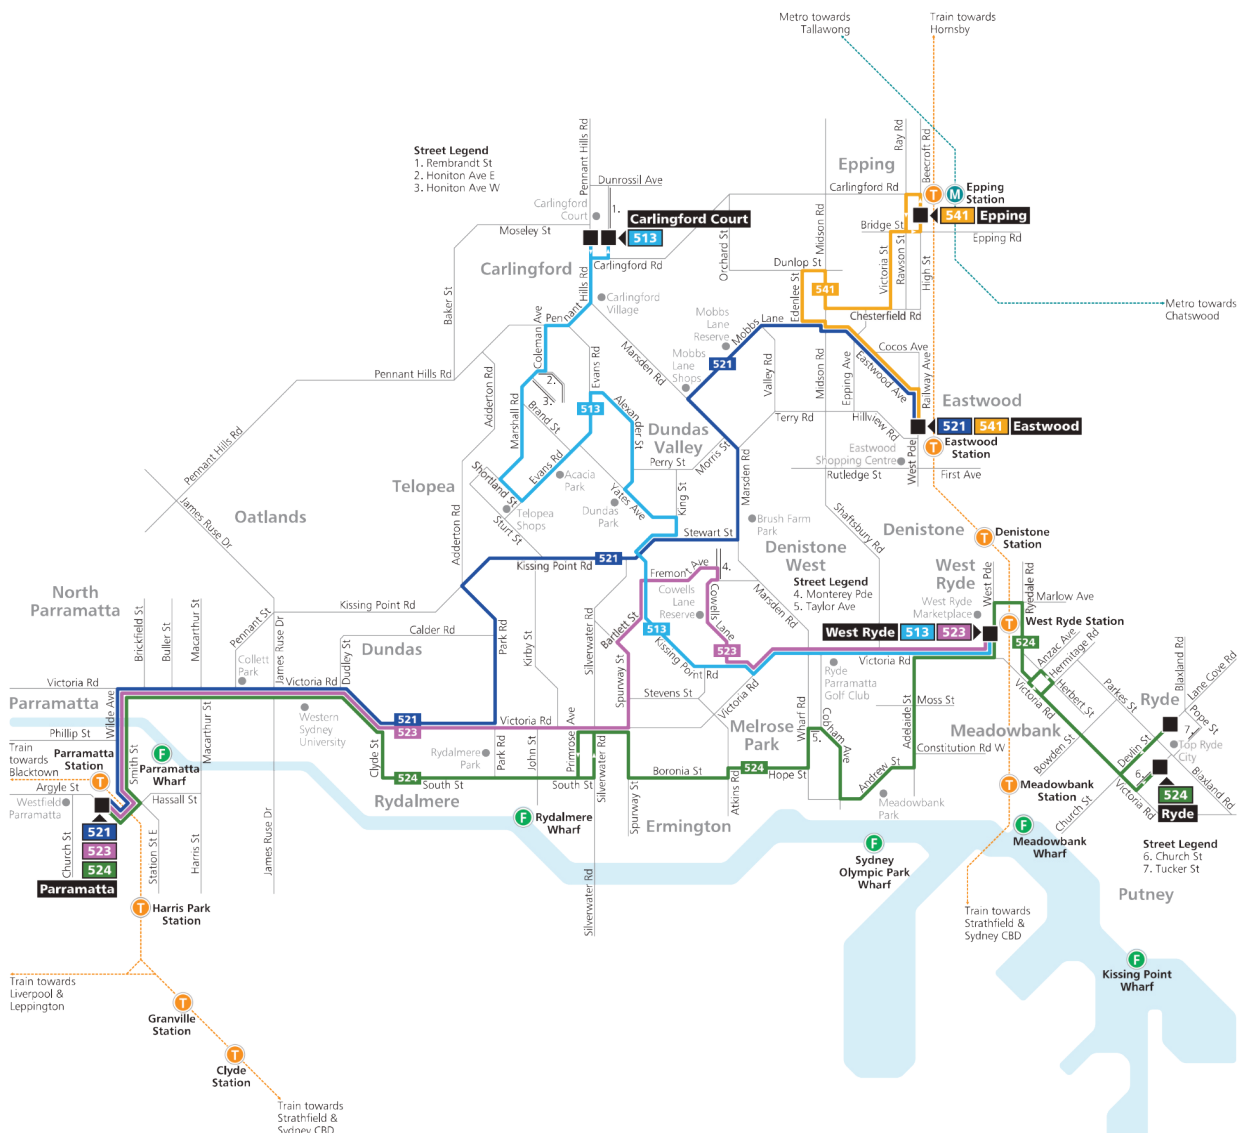 Metro towards
Tallawong
Train towards
Hornsby
Street Legend
1. Rembrandt St
2. Honiton Ave E
3. Honiton Ave W
Pennant Hills Rd
Dunrossil Ave
1.
Carlingford
Court
Carlingford Court
513
Moseley St
Carlingford
Carlingford Rd
Hills Rd
Pennant
Carlingford
Village
Baker St
Coleman Ave
Evans Rd
Marsden Rd
Pennant Hills Rd
Adderton Rd
2.
3.
Marshall Rd
Brand St
513
Alexander St
Evans Rd
Shortland St
Acacia
Park
Telopea
Shops
Sturt St
Dundas
Park
Yates Ave
Perry St
King St
Morris St
Dundas
Valley
Telopea
Adderton Rd
Epping
Ray Rd
Beecroft Rd
Carlingford Rd
T
M
Epping
Station
541
Epping
Bridge St
Epping Rd
Midson Rd
Orchard St
Dunlop St
Edenlee St
541
Victoria St
Rawson St
High St
Chesterfield Rd
Metro towards
Chatswood
Mobbs
Lane
Reserve
Mobbs
Lane
Mobbs
Lane
Shops
521
Valley Rd
Midson Rd
Epping Ave
Cocos Ave
Eastwood Ave
Railway Ave
Eastwood
Terry Rd
Hillview Rd
521
541
Eastwood
T
Eastwood
Station
Eastwood
Shopping Centre
West Pde
Rutledge St
First Ave
Marsden Rd
Brush Farm
Park
Shaftsbury Rd
Denistone
T
Denistone
Station
Denistone
West
Street Legend
4. Monterey Pde
5. Taylor Ave
West
Ryde
West Pde
Ryedale Rd
Marlow Ave
West Ryde
Marketplace
T
West Ryde Station
West Ryde
513
523
Victoria Rd
524
Anzac Ave
Hermitage Rd
Herbert St
Victoria Rd
Parkes St
Ryde
Blaxland Rd
Lane Cove Rd
Pope St
7.
Top Ryde
City
Devlin St
6.
Blaxland Rd
Victoria Rd
524
Ryde
Street Legend
6. Church St
7. Tucker St
Pennant Hills Rd
James Ruse Dr
Oatlands
North
Parramatta
Brickfield St
Buller St
Macarthur St
Pennant St
James Ruse Dr
Collett
Park
Kissing Point Rd
Calder Rd
Dudley St
Dundas
Park Rd
Kissing Point Rd
521
Stewart St
Kirby St
Silverwater Rd
Fremont Ave
4.
Cowells
Lane
Reserve
Cowells Lane
Marsden Rd
Bartlett St
513
523
Kissing Point Rd
Spurway St
Stevens St
Victoria Rd
Ryde
Parramatta
Golf Club
Moss St
Adelaide St
Constitution Rd W
Meadowbank
Bowden St
Church St
Victoria Rd
Victoria Rd
Parramatta
Wilde Ave
Phillip St
Train
towards
Blacktown
Parramatta
Station
T
Argyle St
Westfield
Parramatta
Church St
Smith St
F
Parramatta
Wharf
Hassall St
Macarthur St
Station St E
Harris St
James Ruse Dr
Western
Sydney
University
521
523
Victoria Rd
Clyde St
524
South St
Rydalmere
Park
Rydalmere
Park Rd
John St
Primrose Ave
South St
Silverwater Rd
Spurway St
Boronia St
Ermington
Atkins Rd
524
Hope St
Melrose
Park
Wharf Rd
Cobham Ave
5.
Andrew St
Meadowbank
Park
T
Meadowbank
Station
F
Meadowbank
Wharf
F
Rydalmere
Wharf
F
Sydney
Olympic Park
Wharf
Silverwater Rd
Train towards
Strathfield &
Sydney CBD
Putney
F
Kissing Point
Wharf
521
523
524
Parramatta
T
Harris Park
Station
Train towards
Liverpool &
Leppington
T
Granville
Station
T
Clyde
Station
Train towards
Strathfield &
Sydney CBD